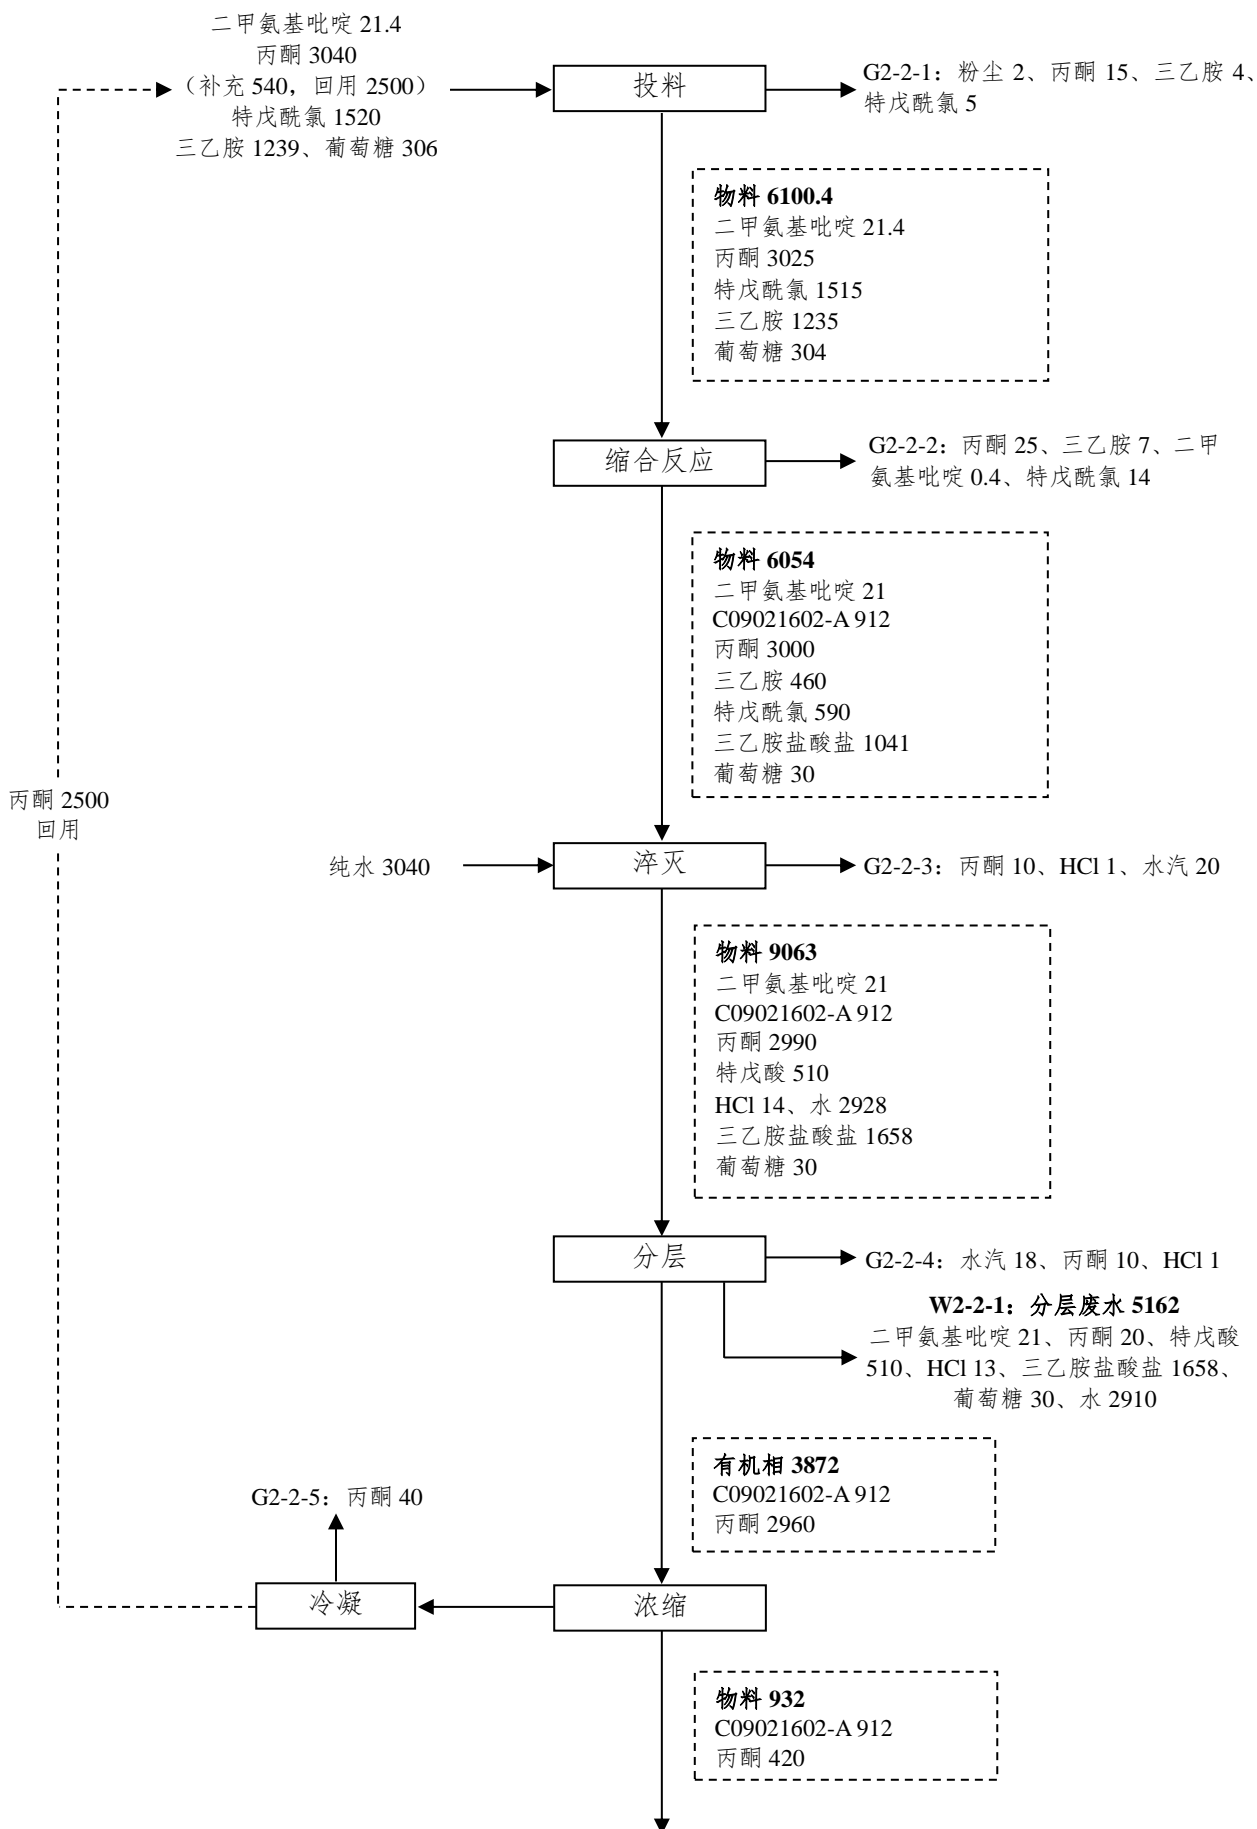 二甲氨基吡啶 21.4
丙酮 3040
（补充 540，回用 2500）
特戊酰氯 1520
三乙胺 1239、葡萄糖 306
投料
G2-2-1：粉尘 2、丙酮 15、三乙胺 4、
特戊酰氯 5
物料 6100.4
二甲氨基吡啶 21.4
丙酮 3025
特戊酰氯 1515
三乙胺 1235
葡萄糖 304
缩合反应
G2-2-2：丙酮 25、三乙胺 7、二甲
氨基吡啶 0.4、特戊酰氯 14
物料 6054
二甲氨基吡啶 21
C09021602-A 912
丙酮 3000
三乙胺 460
特戊酰氯 590
三乙胺盐酸盐 1041
葡萄糖 30
丙酮 2500
回用
纯水 3040
淬灭
G2-2-3：丙酮 10、HCl 1、水汽 20
物料 9063
二甲氨基吡啶 21
C09021602-A 912
丙酮 2990
特戊酸 510
HCl 14、水 2928
三乙胺盐酸盐 1658
葡萄糖 30
分层
G2-2-4：水汽 18、丙酮 10、HCl 1
W2-2-1：分层废水 5162
二甲氨基吡啶 21、丙酮 20、特戊酸
510、HCl 13、三乙胺盐酸盐 1658、
葡萄糖 30、水 2910
有机相 3872
C09021602-A 912
丙酮 2960
G2-2-5：丙酮 40
冷凝
浓缩
物料 932
C09021602-A 912
丙酮 420